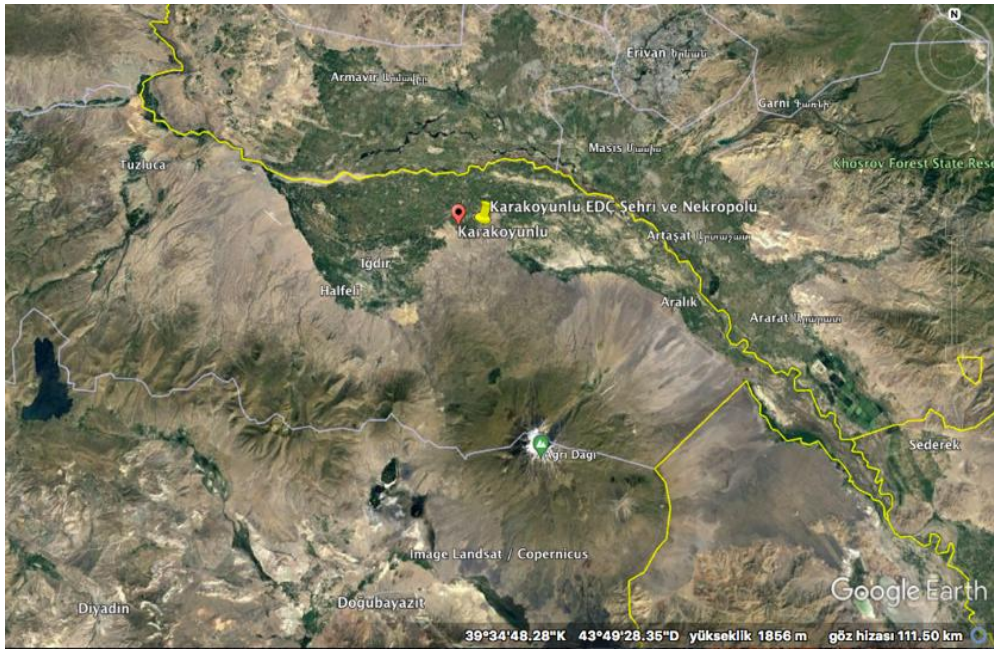 N
Erivan Երևան
Armavir Արմավիր
Garni Գառնի
Masis Մասիս
Tuzluca
Khosrov Forest State Rese
Karakoyunlu EDÇ Şehri ve Nekropolü
Karakoyunlu
Artaşat Արտաշատ
Iğdır
Halfeli
Aralık
Ararat Արարատ
Sederek
Ağrı Dağı
Image Landsat / Copernicus
Google Earth
Diyadin
Doğubayazıt
39°34'48.28"K 43°49'28.35"D yükseklik 1856 m göz hizası 111.50 km